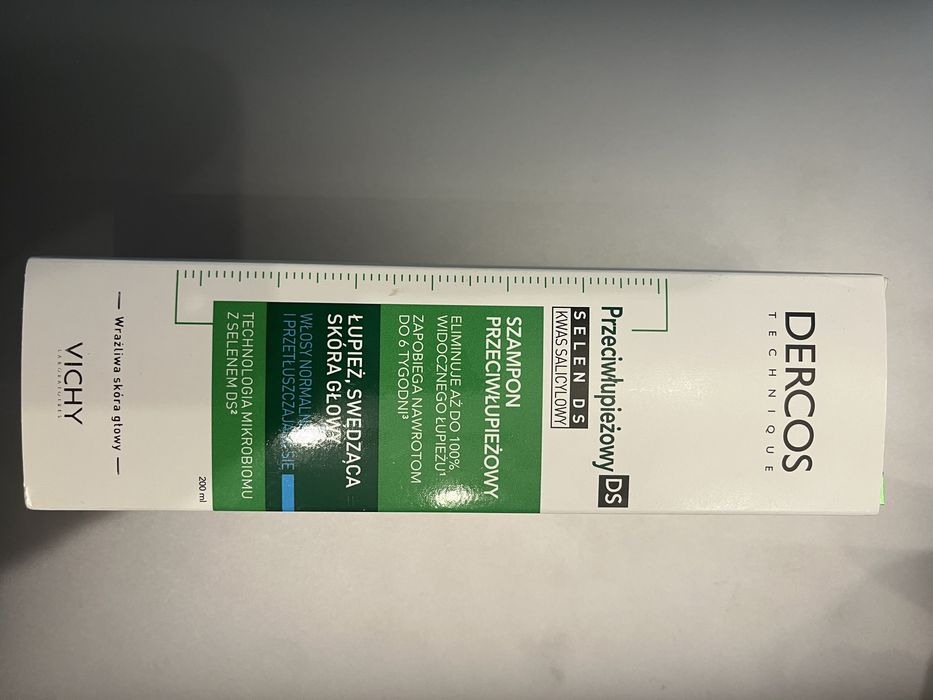 DERCOS
TECHNIQUE
Przeciwłupieżowy DS
SELEN DS
KWAS SALICYLOWY
SZAMPON
PRZECIWŁUPIEŻOWY
ELIMINUJE AŻ DO 100%
WIDOCZNEGO ŁUPIEŻU¹
ZAPOBIEGA NAWROTOM
DO 6 TYGODNI³
ŁUPIEŻ, SWĘDZĄCA
SKÓRA GŁOWY
WŁOSY NORMALNE
I PRZETŁUSZCZAJĄCE SIĘ
TECHNOLOGIA MIKROBIOMU
Z SELENEM DS²
200 ml
Wrażliwa skóra głowy
VICHY
LABORATOIRES